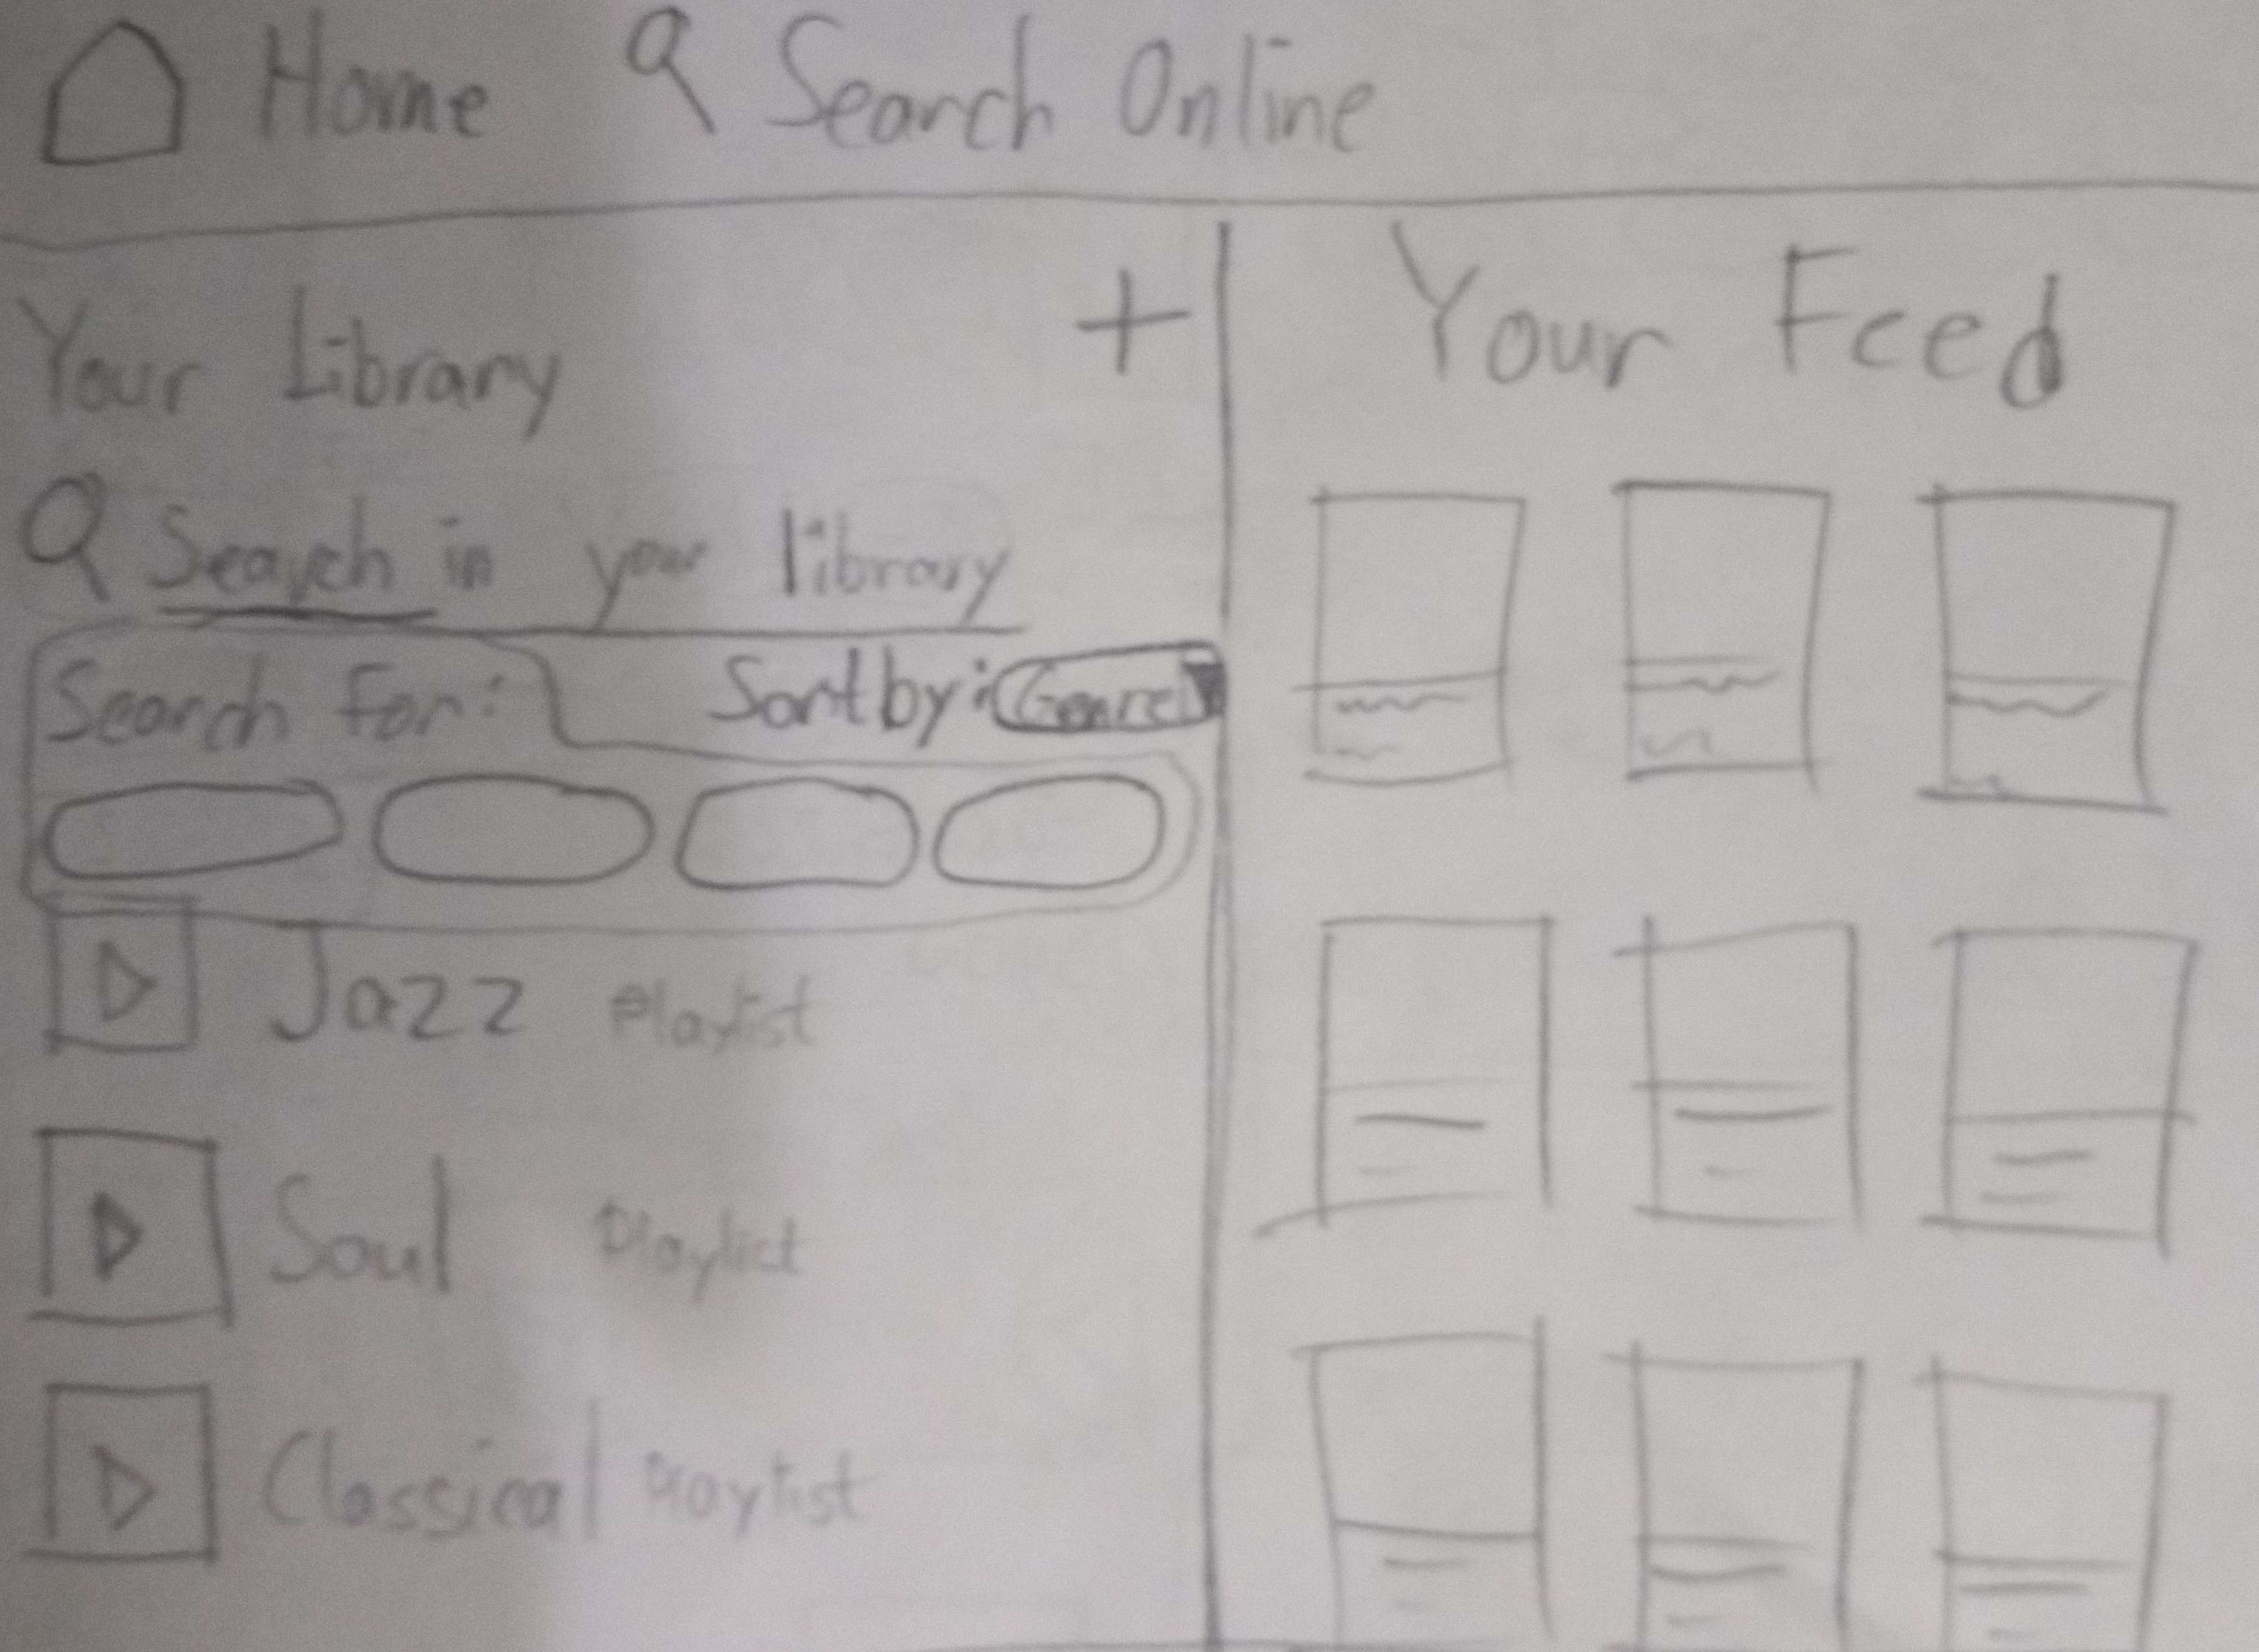 Home Search Online
Your Library +
Your Feed
Search in your library
Search For:
Sort by: Genre
Jazz Playlist
Soul Playlist
Classical Playlist